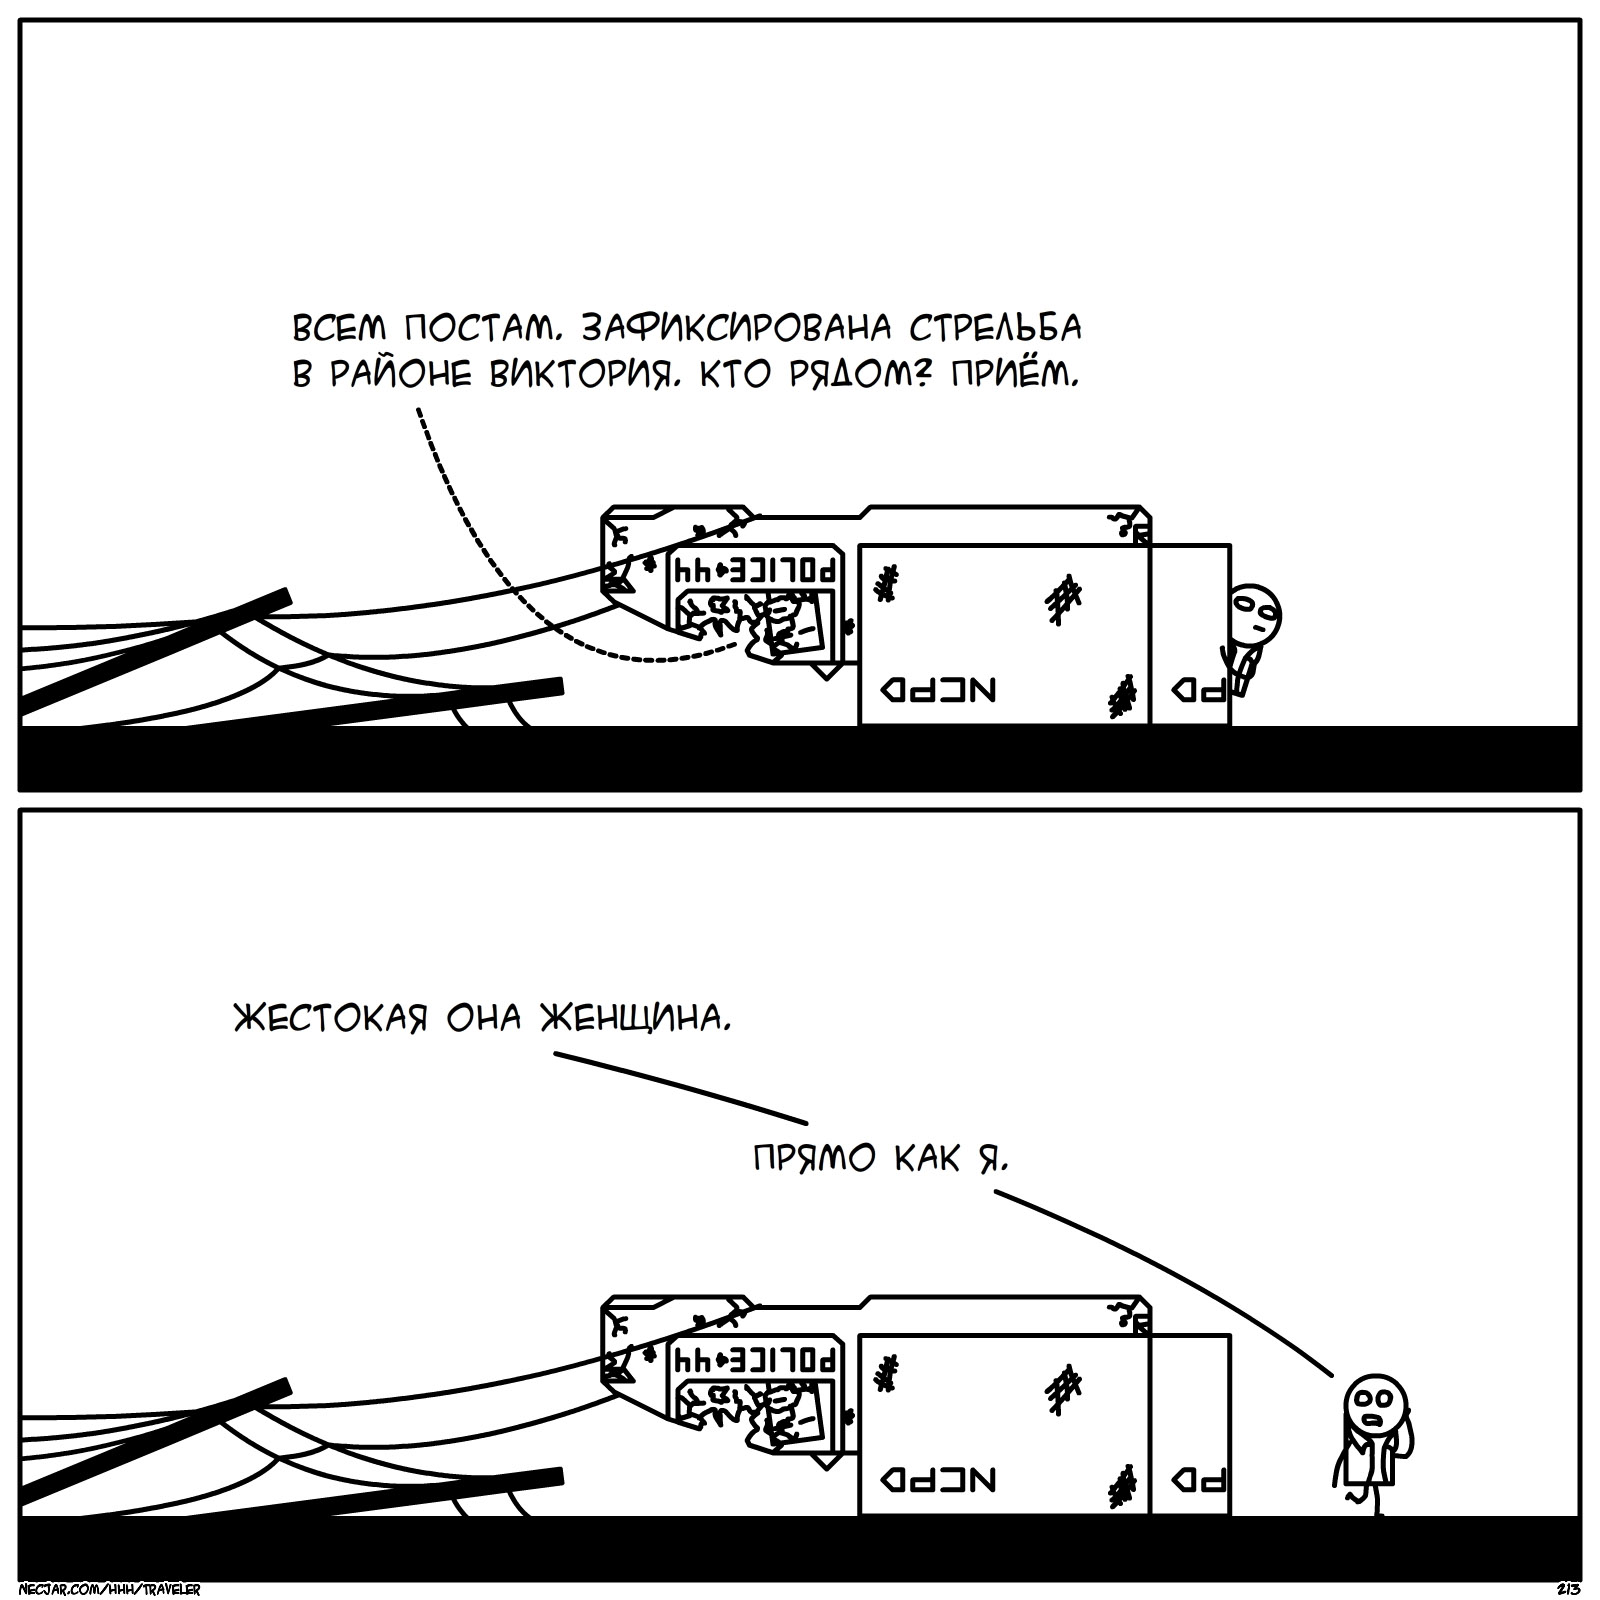 ВСЕМ ПОСТАМ. ЗАФИКСИРОВАНА СТРЕЛЬБА
В РАЙОНЕ ВИКТОРИЯ. КТО РЯДОМ? ПРИЁМ.
POLICE 44
NCPD
PD
ЖЕСТОКАЯ ОНА ЖЕНЩИНА.
ПРЯМО КАК Я.
POLICE 44
NCPD
PD
NECJAR.COM/HHH/TRAVELER
213